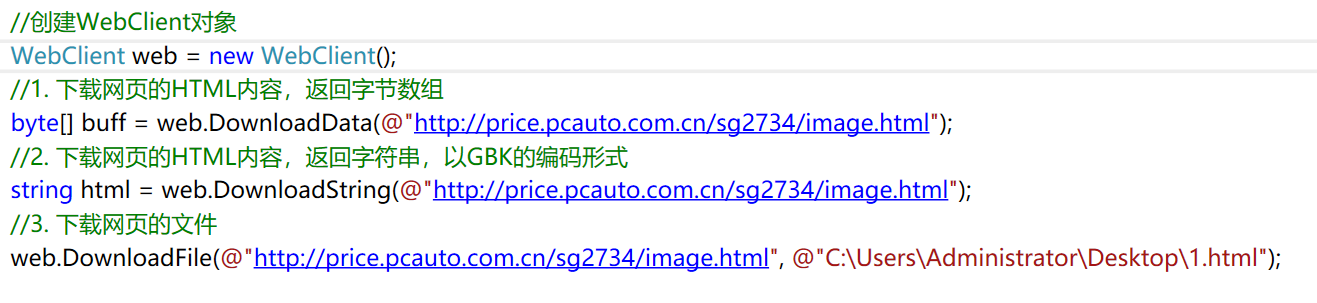 //创建WebClient对象
WebClient web = new WebClient();
//1. 下载网页的HTML内容，返回字节数组
byte[] buff = web.DownloadData(@"http://price.pcauto.com.cn/sg2734/image.html");
//2. 下载网页的HTML内容，返回字符串，以GBK的编码形式
string html = web.DownloadString(@"http://price.pcauto.com.cn/sg2734/image.html");
//3. 下载网页的文件
web.DownloadFile(@"http://price.pcauto.com.cn/sg2734/image.html", @"C:\Users\Administrator\Desktop\1.html");